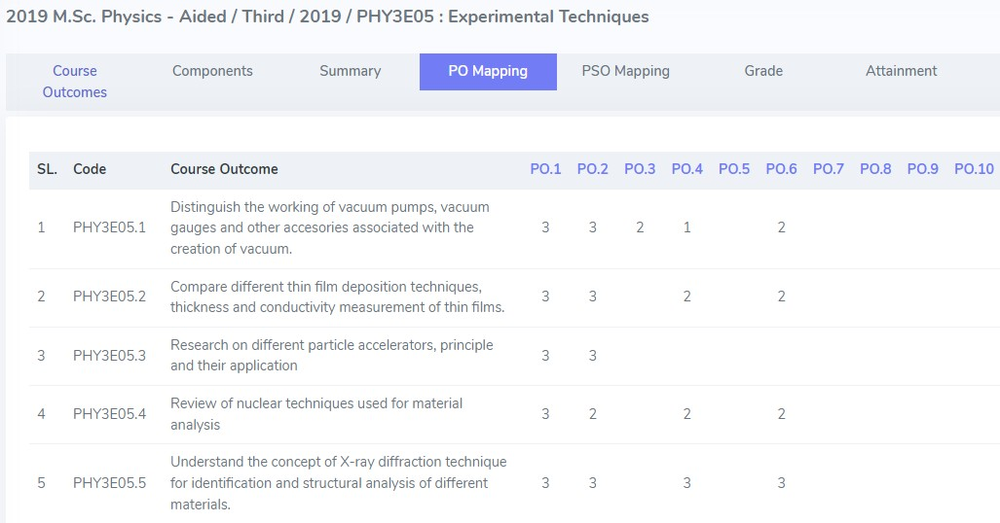 2019 M.Sc. Physics - Aided / Third / 2019 / PHY3E05 : Experimental Techniques
Course Outcomes Components Summary PO Mapping PSO Mapping Grade Attainment
SL. Code Course Outcome PO.1 PO.2 PO.3 PO.4 PO.5 PO.6 PO.7 PO.8 PO.9 PO.10
Distinguish the working of vacuum pumps, vacuum
1 PHY3E05.1 gauges and other accesories associated with the 3 3 2 1 2
creation of vacuum.
Compare different thin film deposition techniques,
2 PHY3E05.2 3 3 2 2
thickness and conductivity measurement of thin films.
Research on different particle accelerators, principle
3 PHY3E05.3 3 3
and their application
Review of nuclear techniques used for material
4 PHY3E05.4 3 2 2 2
analysis
Understand the concept of X-ray diffraction technique
5 PHY3E05.5 for identification and structural analysis of different 3 3 3 3
materials.